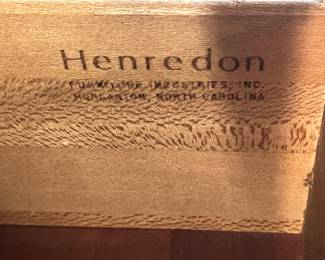 Henredon
FURNITURE INDUSTRIES, INC.
MORGANTON, NORTH CAROLINA